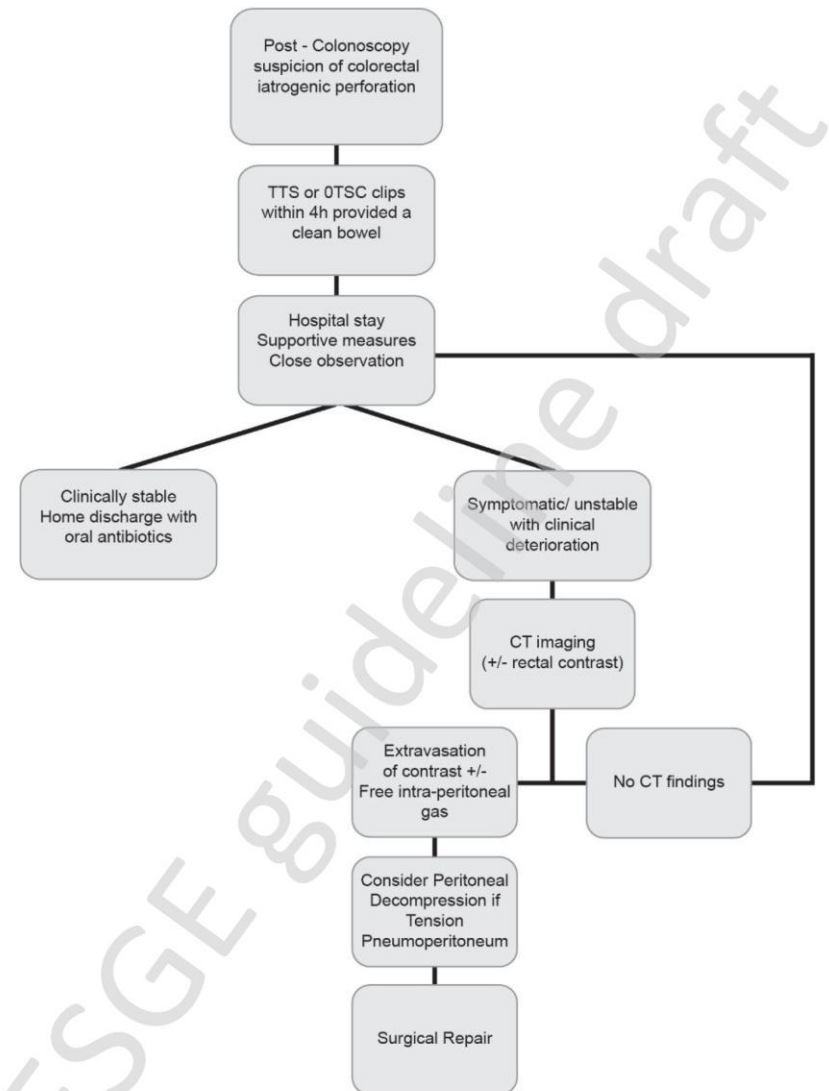 Post - Colonoscopy
suspicion of colorectal
iatrogenic perforation
TTS or 0TSC clips
within 4h provided a
clean bowel
Hospital stay
Supportive measures
Close observation
Clinically stable
Home discharge with
oral antibiotics
Symptomatic/ unstable
with clinical
deterioration
CT imaging
(+/- rectal contrast)
Extravasation
of contrast +/-
Free intra-peritoneal
gas
No CT findings
Consider Peritoneal
Decompression if
Tension
Pneumoperitoneum
Surgical Repair
ESGE guideline draft